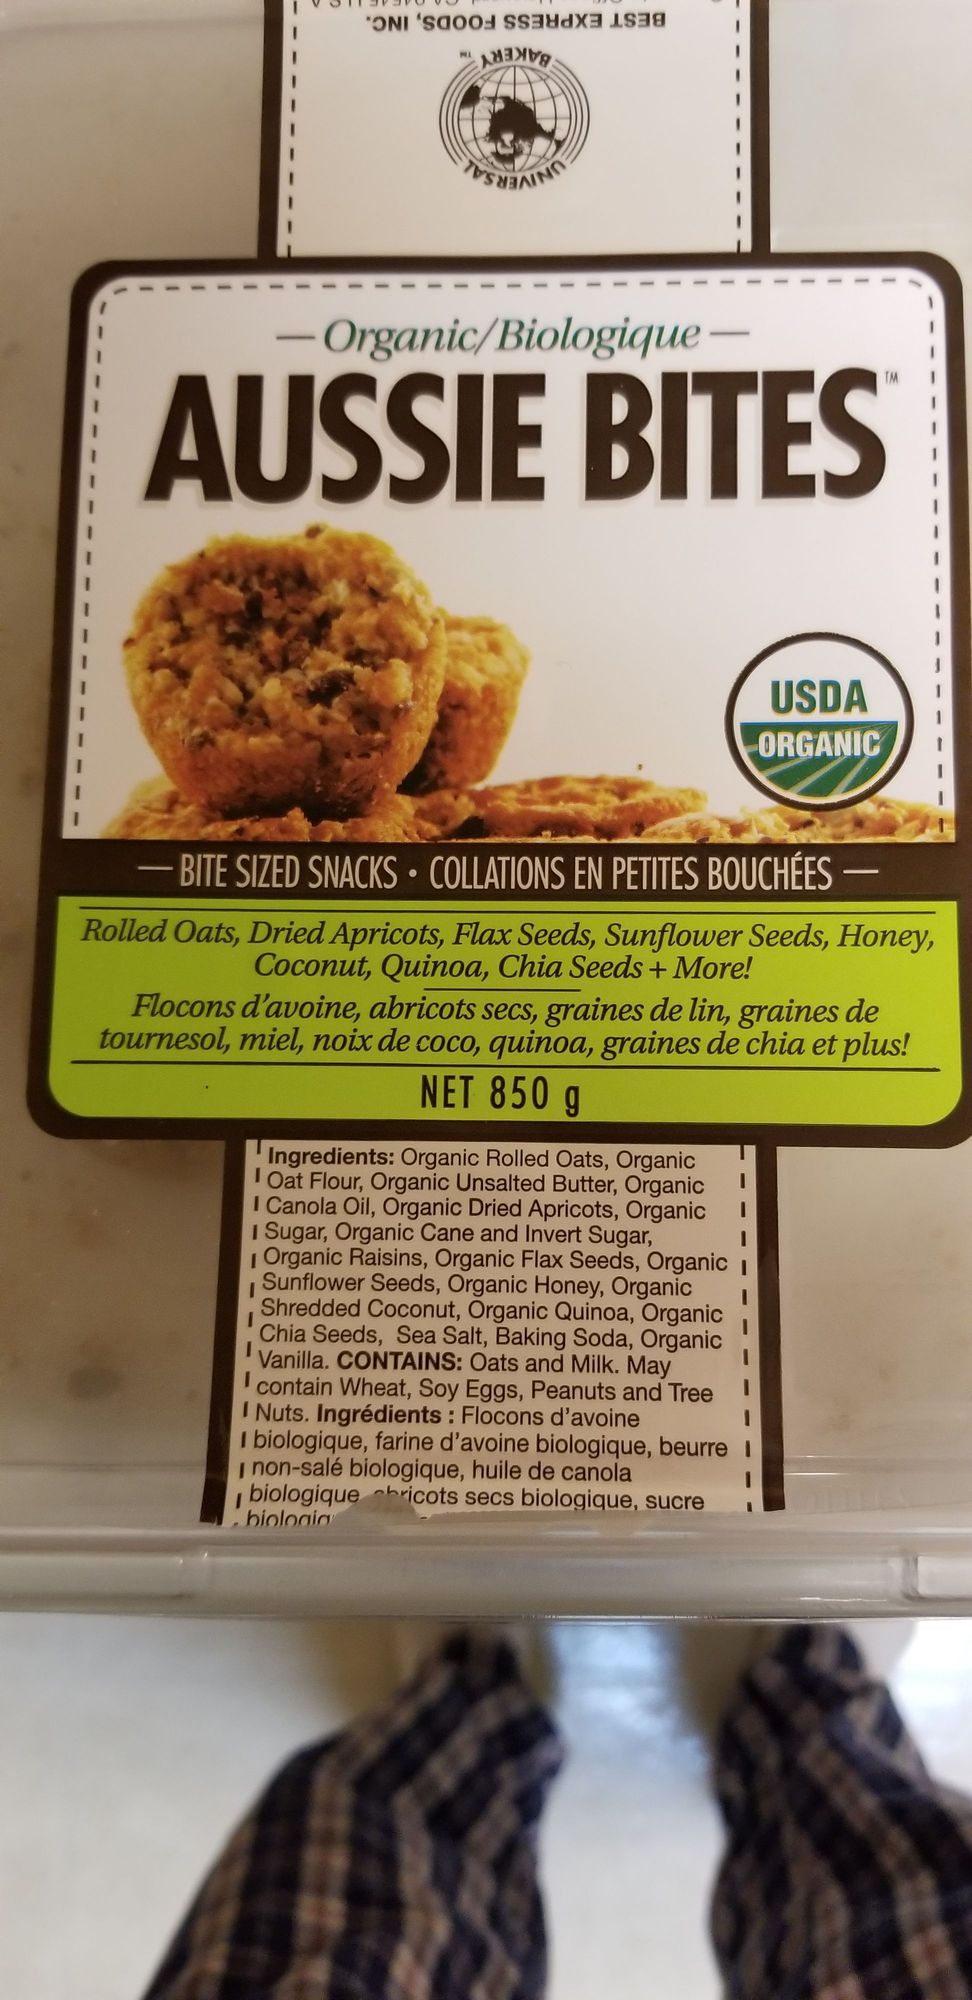 BEST EXPRESS FOODS, INC.
BAKERY ™
UNIVERSAL
Organic/Biologique
AUSSIE BITES™
USDA
ORGANIC
— BITE SIZED SNACKS • COLLATIONS EN PETITES BOUCHÉES —
Rolled Oats, Dried Apricots, Flax Seeds, Sunflower Seeds, Honey,
Coconut, Quinoa, Chia Seeds + More!
Flocons d'avoine, abricots secs, graines de lin, graines de
tournesol, miel, noix de coco, quinoa, graines de chia et plus!
NET 850 g
Ingredients: Organic Rolled Oats, Organic
Oat Flour, Organic Unsalted Butter, Organic
Canola Oil, Organic Dried Apricots, Organic
Sugar, Organic Cane and Invert Sugar,
Organic Raisins, Organic Flax Seeds, Organic
Sunflower Seeds, Organic Honey, Organic
Shredded Coconut, Organic Quinoa, Organic
Chia Seeds, Sea Salt, Baking Soda, Organic
Vanilla. CONTAINS: Oats and Milk. May
contain Wheat, Soy Eggs, Peanuts and Tree
Nuts. Ingrédients : Flocons d'avoine
biologique, farine d'avoine biologique, beurre
non-salé biologique, huile de canola
biologique secs biologique, sucre